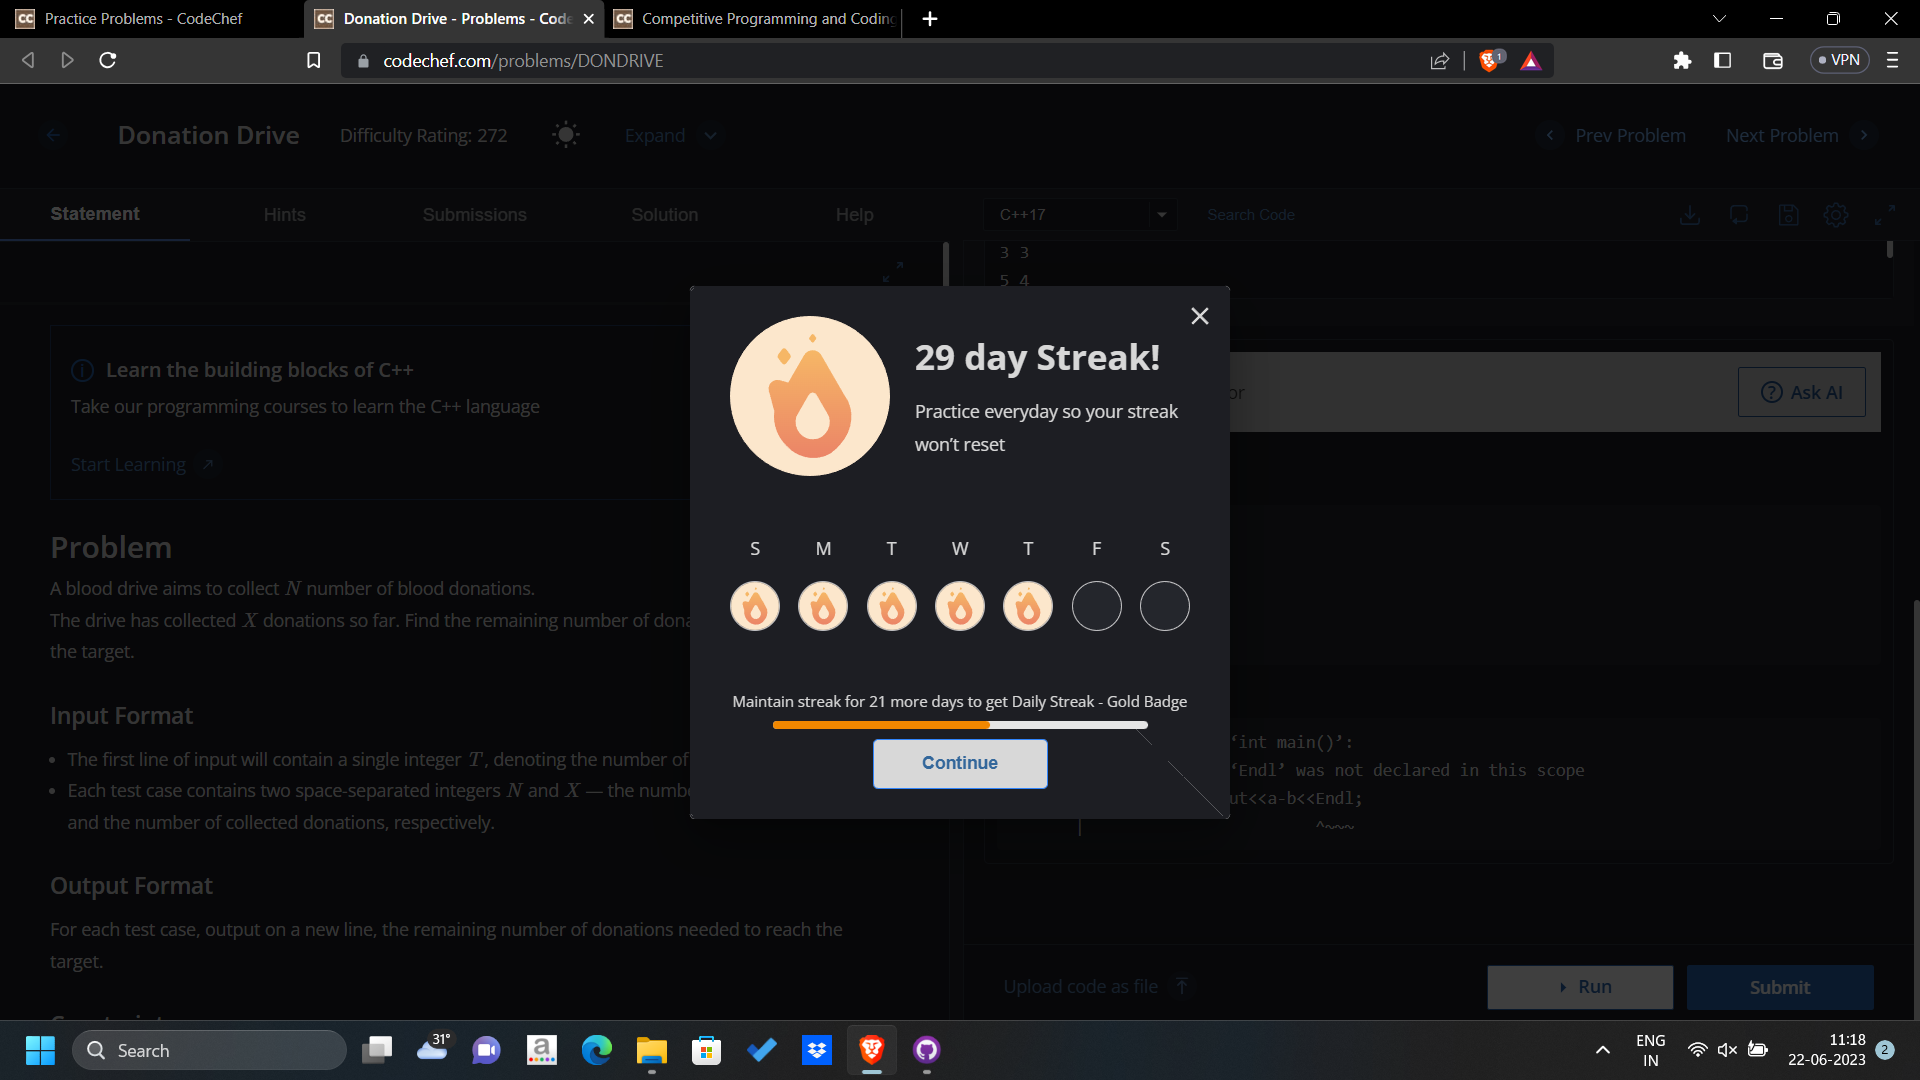 Practice Problems - CodeChef
Donation Drive - Problems - Code
Competitive Programming and Coding
codechef.com/problems/DONDRIVE
1
VPN
Donation Drive
Difficulty Rating: 272
Expand
Prev Problem
Next Problem
Statement
Hints
Submissions
Solution
Help
C++17
Search Code
3 3
5 4
Learn the building blocks of C++
Take our programming courses to learn the C++ language
Start Learning
or
Ask AI
29 day Streak!
Practice everyday so your streak
won't reset
S M T W T F S
Maintain streak for 21 more days to get Daily Streak - Gold Badge
Continue
Problem
A blood drive aims to collect N number of blood donations.
The drive has collected X donations so far. Find the remaining number of dona
the target.
Input Format
• The first line of input will contain a single integer T, denoting the number of
• Each test case contains two space-separated integers N and X — the numbe
and the number of collected donations, respectively.
‘int main()’:
‘Endl’ was not declared in this scope
ut<<a-b<<Endl;
^~~~
Output Format
For each test case, output on a new line, the remaining number of donations needed to reach the
target.
Upload code as file
Run
Submit
Search
31°
ENG
IN
11:18
22-06-2023
2